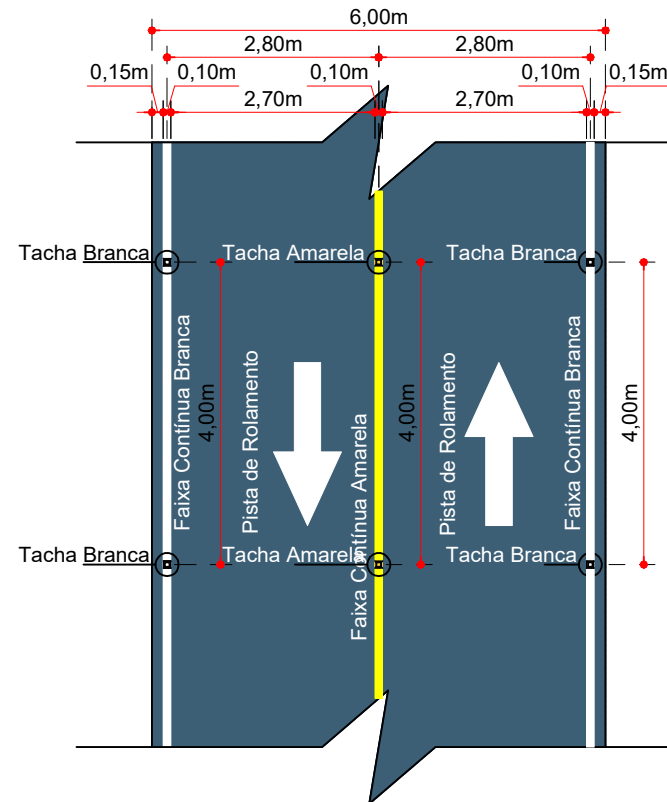 6,00m
2,80m
2,80m
0,15m
0,10m
0,10m
0,10m
0,15m
2,70m
2,70m
Tacha Branca
Tacha Amarela
Tacha Branca
Faixa Contínua Branca
4,00m
Pista de Rolamento
Faixa Contínua Amarela
4,00m
Pista de Rolamento
Faixa Contínua Branca
4,00m
Tacha Branca
Tacha Amarela
Tacha Branca